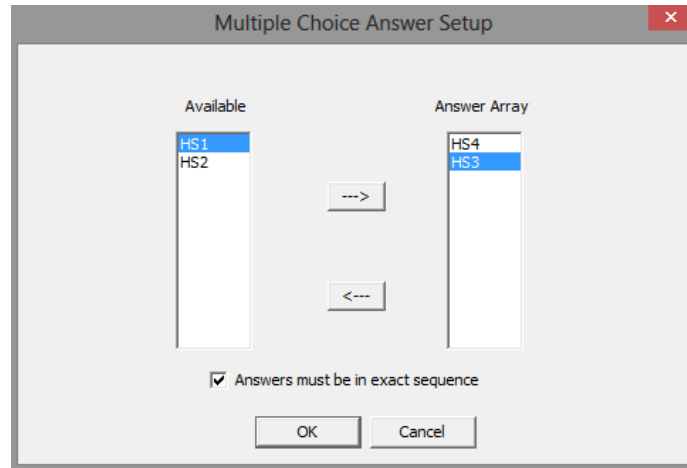 Multiple Choice Answer Setup
×
Available
Answer Array
HS1
HS2
HS4
HS3
--->
<---
Answers must be in exact sequence
OK
Cancel